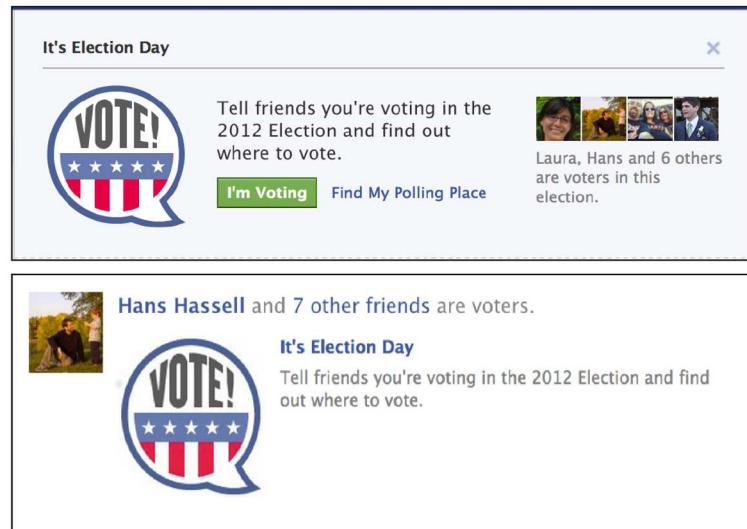 It's Election Day
VOTE!
Tell friends you're voting in the
2012 Election and find out
where to vote.
I'm Voting
Find My Polling Place
Laura, Hans and 6 others
are voters in this
election.
Hans Hassell and 7 other friends are voters.
VOTE!
It's Election Day
Tell friends you're voting in the 2012 Election and find
out where to vote.